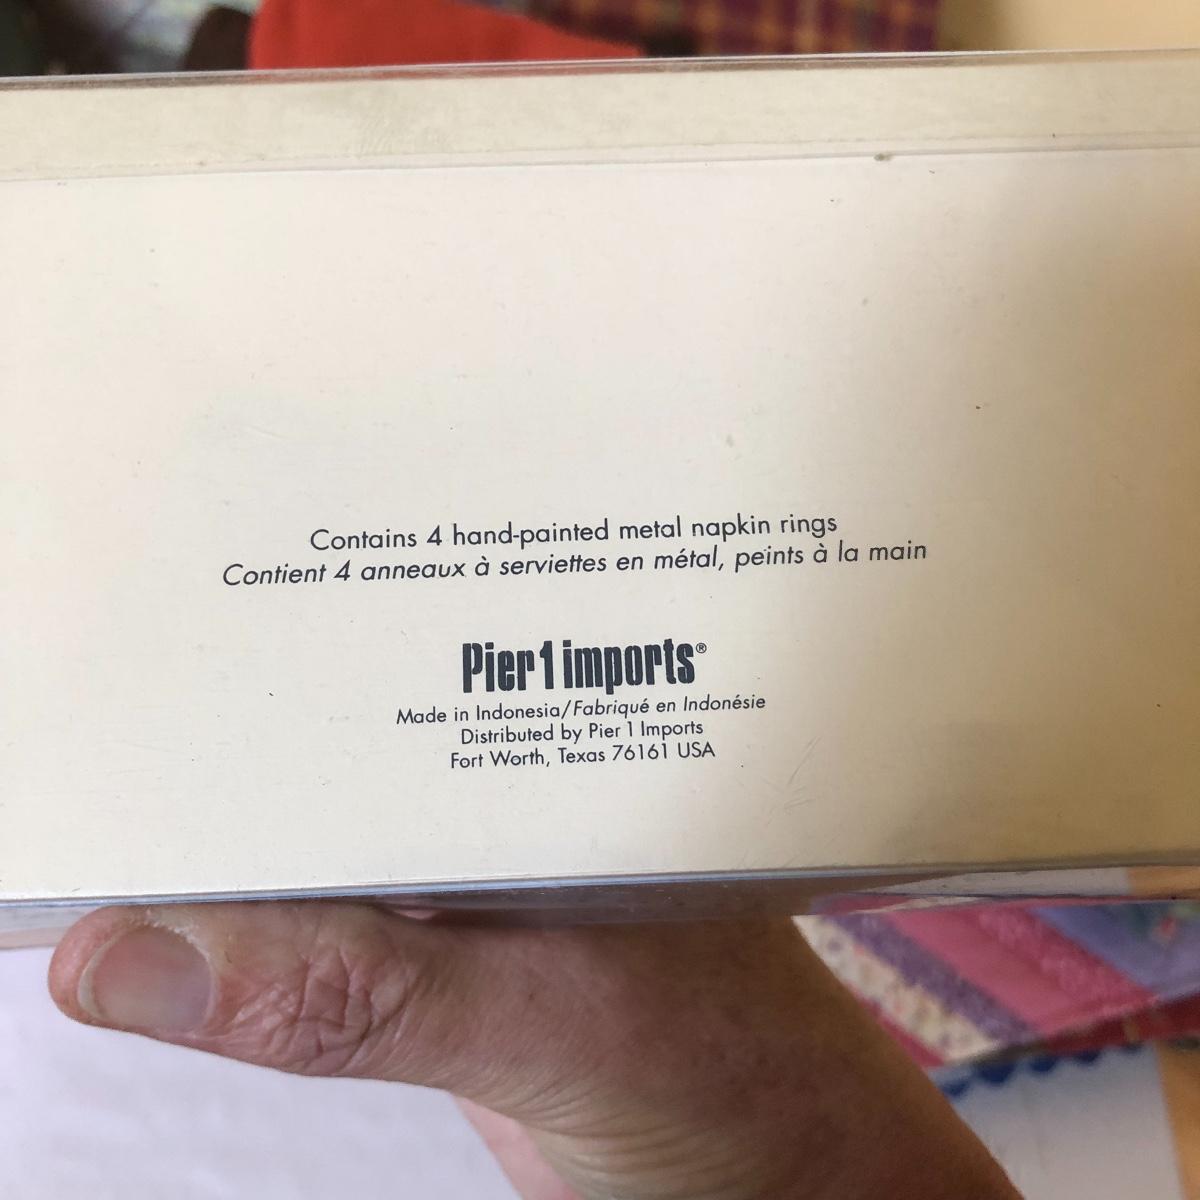 Contains 4 hand-painted metal napkin rings
Contient 4 anneaux à serviettes en métal, peints à la main
Pier 1 imports®
Made in Indonesia/Fabriqué en Indonésie
Distributed by Pier 1 Imports
Fort Worth, Texas 76161 USA